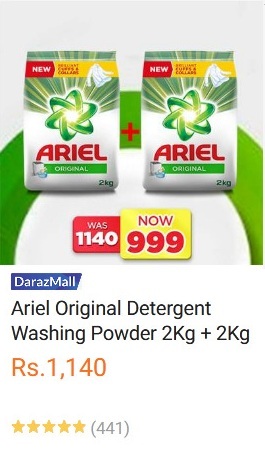 NEW BRILLIANT CUFFS & COLLARS
NEW BRILLIANT CUFFS & COLLARS
ARIEL + ARIEL
ORIGINAL ORIGINAL
2kg 2kg
WAS 1140
NOW 999
DarazMall
Ariel Original Detergent
Washing Powder 2Kg + 2Kg
Rs.1,140
(441)